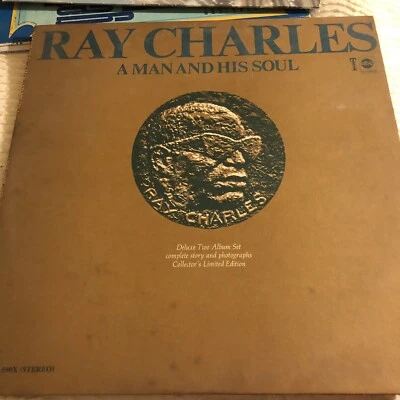 RAY CHARLES
A MAN AND HIS SOUL
RAY CHARLES
Deluxe Two Album Set
complete story and photographs
Collector's Limited Edition